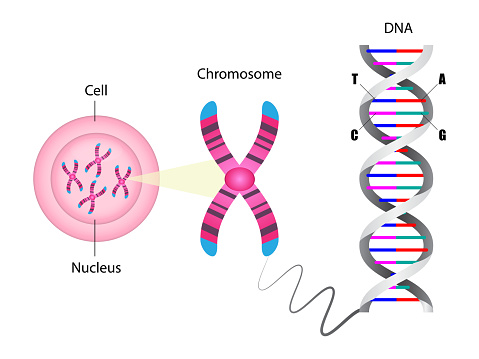 Cell
Nucleus
Chromosome
DNA
T A
C G